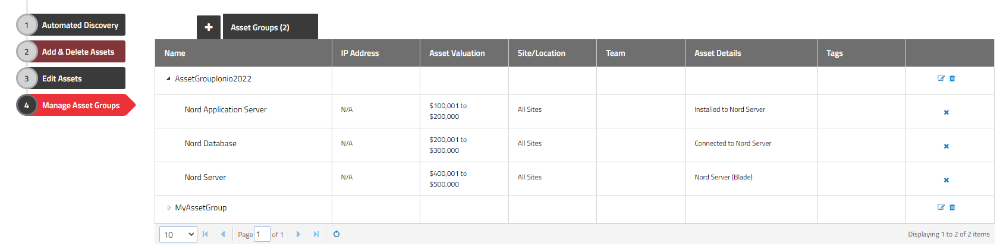 1 Automated Discovery
2 Add & Delete Assets
3 Edit Assets
4 Manage Asset Groups
Asset Groups (2)
Name IP Address Asset Valuation Site/Location Team Asset Details Tags
AssetGroupIonio2022
Nord Application Server N/A $100,001 to $200,000 All Sites Installed to Nord Server
Nord Database N/A $200,001 to $300,000 All Sites Connected to Nord Server
Nord Server N/A $400,001 to $500,000 All Sites Nord Server (Blade)
MyAssetGroup
10 Page 1 of 1 Displaying 1 to 2 of 2 items